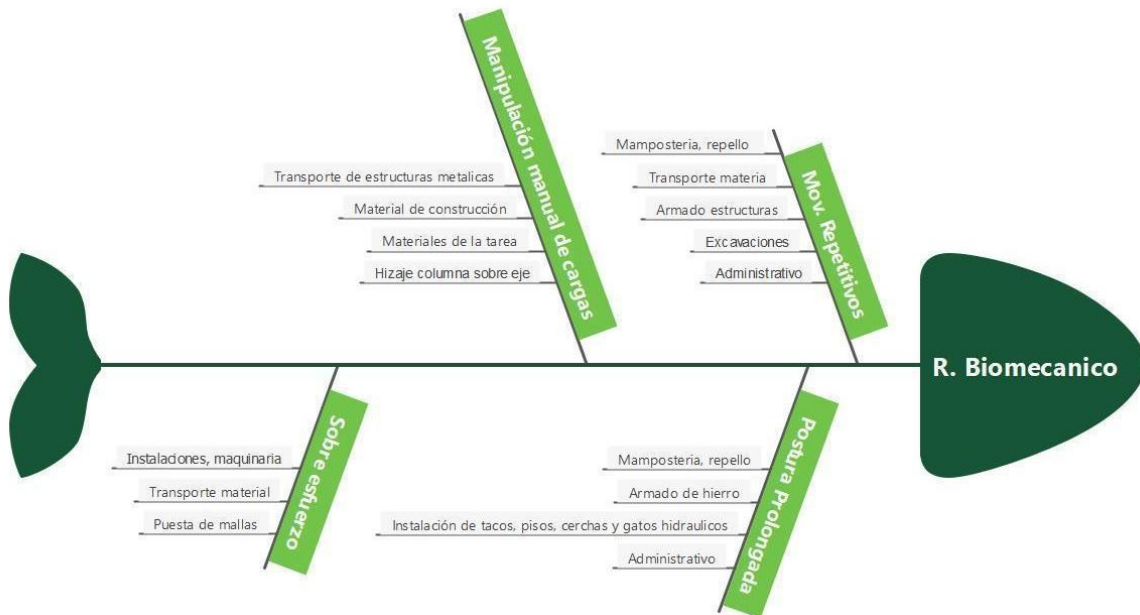 Manipulación manual de cargas
Transporte de estructuras metalicas
Material de construcción
Materiales de la tarea
Hizaje columna sobre eje
Mov. Repetitivos
Mamposteria, repello
Transporte materia
Armado estructuras
Excavaciones
Administrativo
R. Biomecanico
Sobre esfuerzo
Instalaciones, maquinaria
Transporte material
Puesta de mallas
Postura Prolongada
Mamposteria, repello
Armado de hierro
Instalación de tacos, pisos, cerchas y gatos hidraulicos
Administrativo